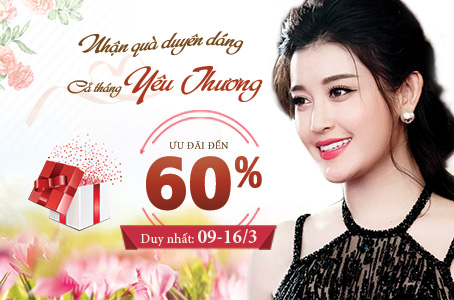 Nhận quà duyên dáng
Cả tháng Yêu Thương
ƯU ĐÃI ĐẾN
60%
Duy nhất: 09-16/3